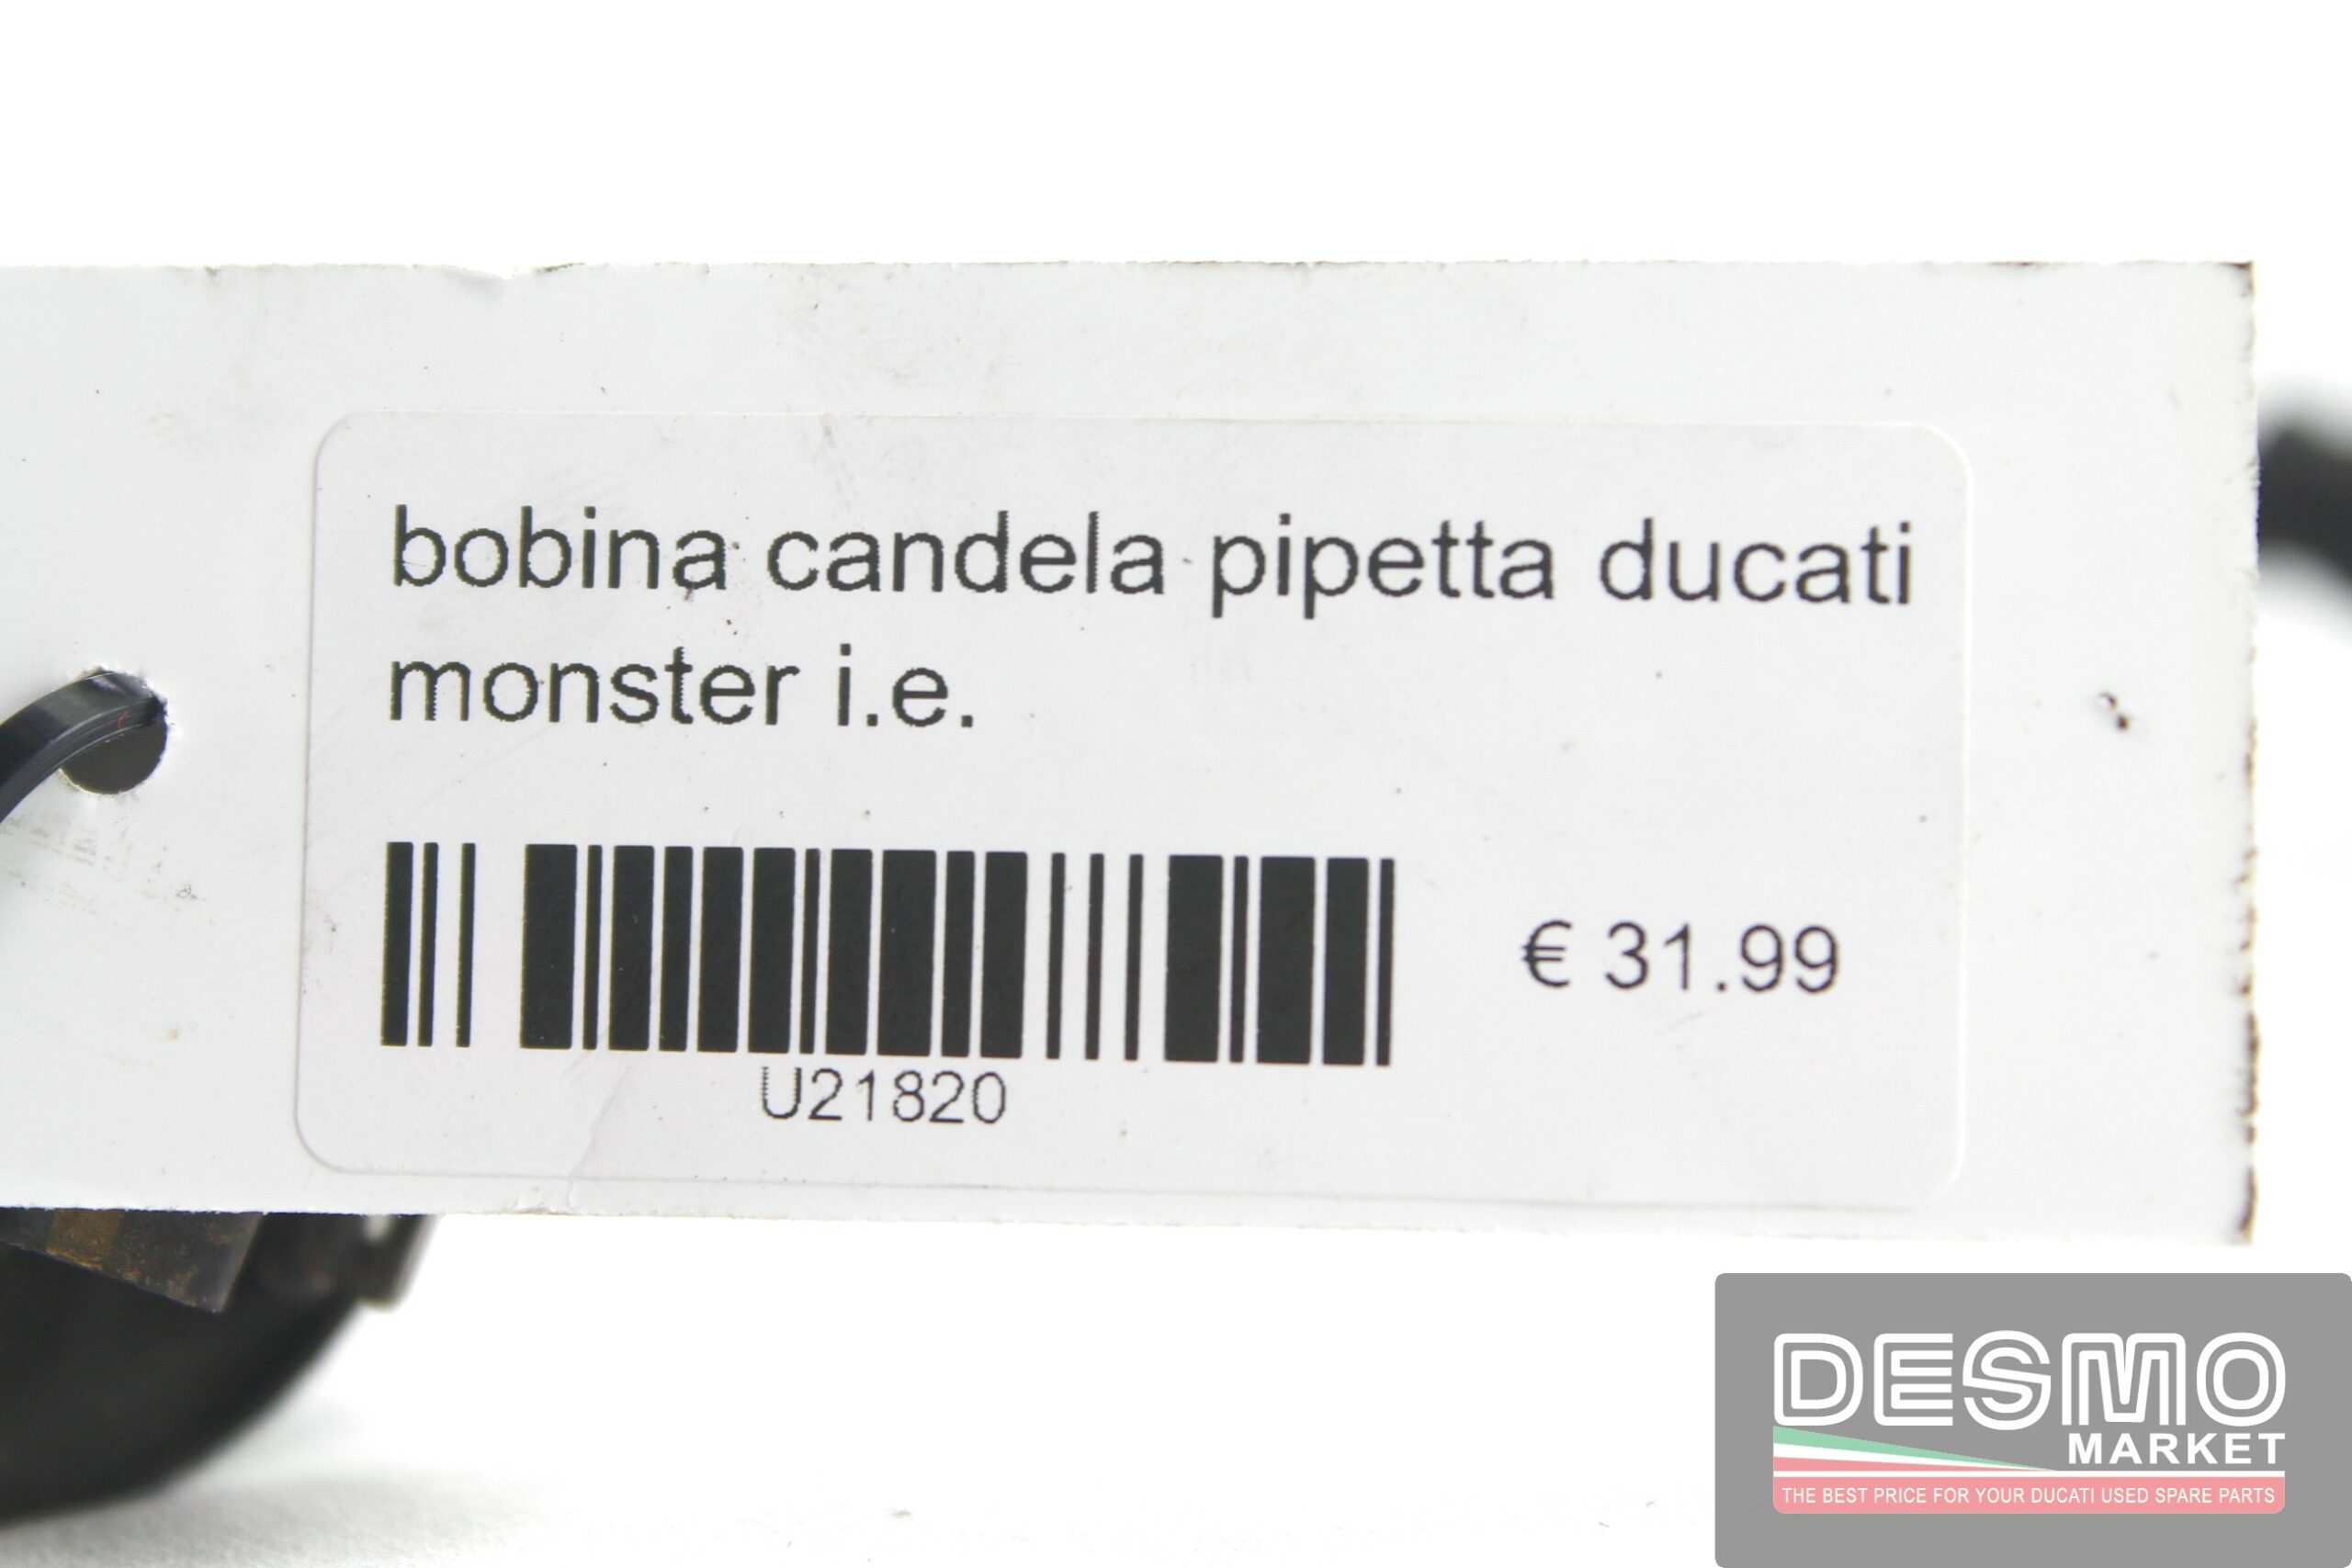 bobina candela pipetta ducati
monster i.e.
€ 31.99
U21820
DESMO
MARKET
THE BEST PRICE FOR YOUR DUCATI USED SPARE PARTS